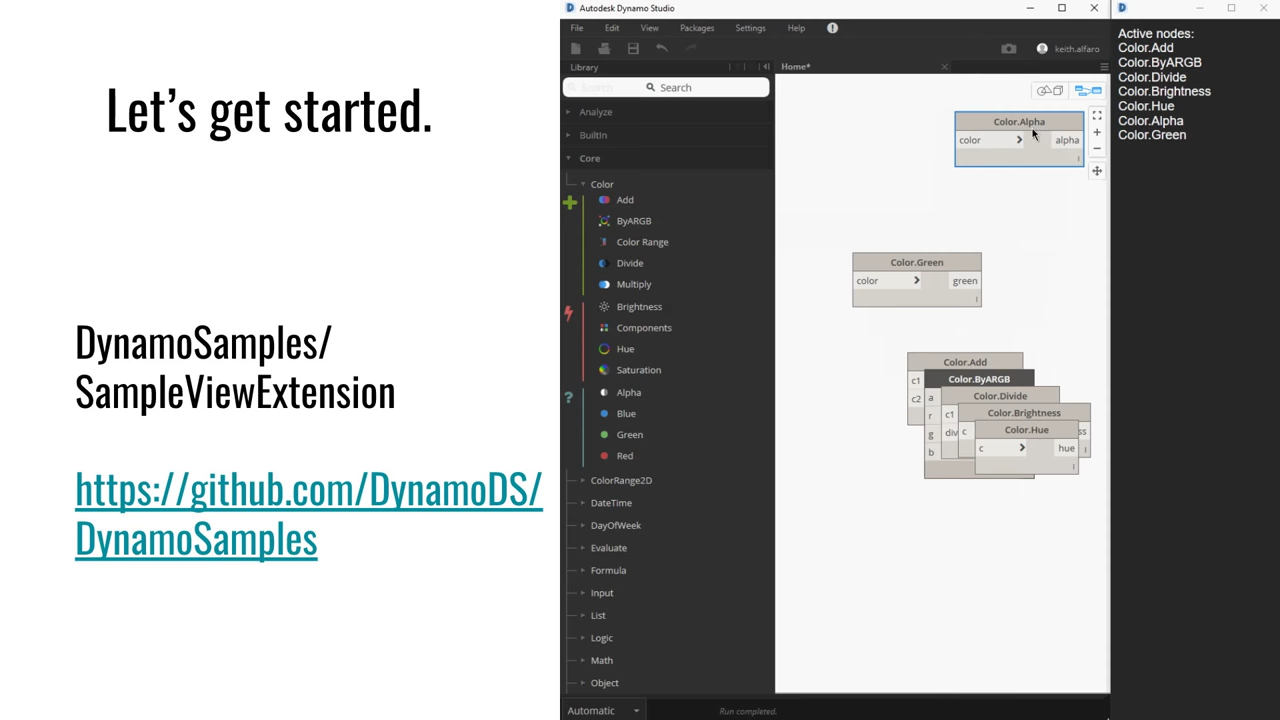 Let's get started.
DynamoSamples/
SampleViewExtension
https://github.com/DynamoDS/
DynamoSamples
Autodesk Dynamo Studio
File Edit View Packages Settings Help
keith.alfaro
Library
Home*
Search
Analyze
BuiltIn
Core
Color
Add
ByARGB
Color Range
Divide
Multiply
Brightness
Components
Hue
Saturation
Alpha
Blue
Green
Red
ColorRange2D
DateTime
DayOfWeek
Evaluate
Formula
Input
List
Logic
Math
Object
Automatic
Run completed.
Color.Alpha
color > alpha
Color.Green
color > green
Color.Add
c1
c2
Color.ByARGB
a
r
g
b
Color.Divide
c1
div
Color.Brightness
c
ss
Color.Hue
c > hue
Active nodes:
Color.Add
Color.ByARGB
Color.Divide
Color.Brightness
Color.Hue
Color.Alpha
Color.Green